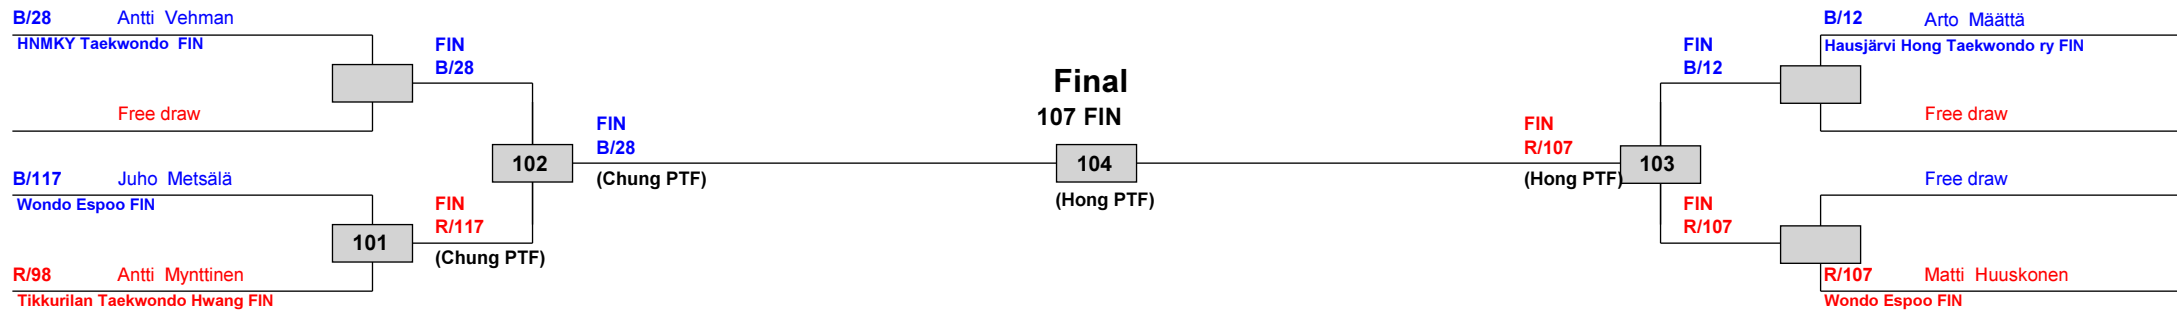 B/28 Antti Vehman
HNMKY Taekwondo FIN
Free draw
B/117 Juho Metsälä
Wondo Espoo FIN
101
R/98 Antti Mynttinen
Tikkurilan Taekwondo Hwang FIN
FIN
B/28
FIN
R/117
(Chung PTF)
102
FIN
B/28
(Chung PTF)
Final
107 FIN
104
(Hong PTF)
FIN
R/107
(Hong PTF)
103
FIN
B/12
FIN
R/107
B/12 Arto Määttä
Hausjärvi Hong Taekwondo ry FIN
Free draw
Free draw
R/107 Matti Huuskonen
Wondo Espoo FIN